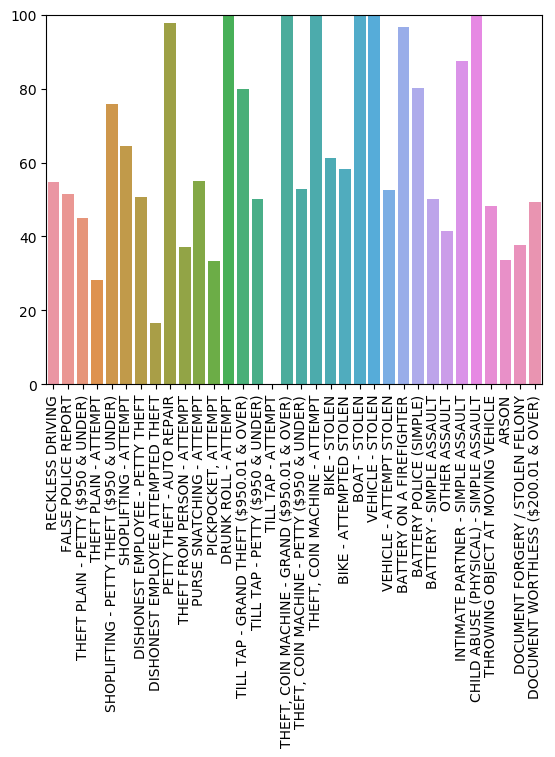 100
80
60
40
20
0
RECKLESS DRIVING
FALSE POLICE REPORT
THEFT PLAIN - PETTY ($950 & UNDER)
THEFT PLAIN - ATTEMPT
SHOPLIFTING - PETTY THEFT ($950 & UNDER)
SHOPLIFTING - ATTEMPT
DISHONEST EMPLOYEE - PETTY THEFT
DISHONEST EMPLOYEE ATTEMPTED THEFT
PETTY THEFT - AUTO REPAIR
THEFT FROM PERSON - ATTEMPT
PURSE SNATCHING - ATTEMPT
PICKPOCKET, ATTEMPT
DRUNK ROLL - ATTEMPT
TILL TAP - GRAND THEFT ($950.01 & OVER)
TILL TAP - PETTY ($950 & UNDER)
TILL TAP - ATTEMPT
THEFT, COIN MACHINE - GRAND ($950.01 & OVER)
THEFT, COIN MACHINE - PETTY ($950 & UNDER)
THEFT, COIN MACHINE - ATTEMPT
BIKE - STOLEN
BIKE - ATTEMPTED STOLEN
BOAT - STOLEN
VEHICLE - STOLEN
VEHICLE - ATTEMPT STOLEN
BATTERY ON A FIREFIGHTER
BATTERY POLICE (SIMPLE)
BATTERY - SIMPLE ASSAULT
OTHER ASSAULT
INTIMATE PARTNER - SIMPLE ASSAULT
CHILD ABUSE (PHYSICAL) - SIMPLE ASSAULT
THROWING OBJECT AT MOVING VEHICLE
ARSON
DOCUMENT FORGERY / STOLEN FELONY
DOCUMENT WORTHLESS ($200.01 & OVER)